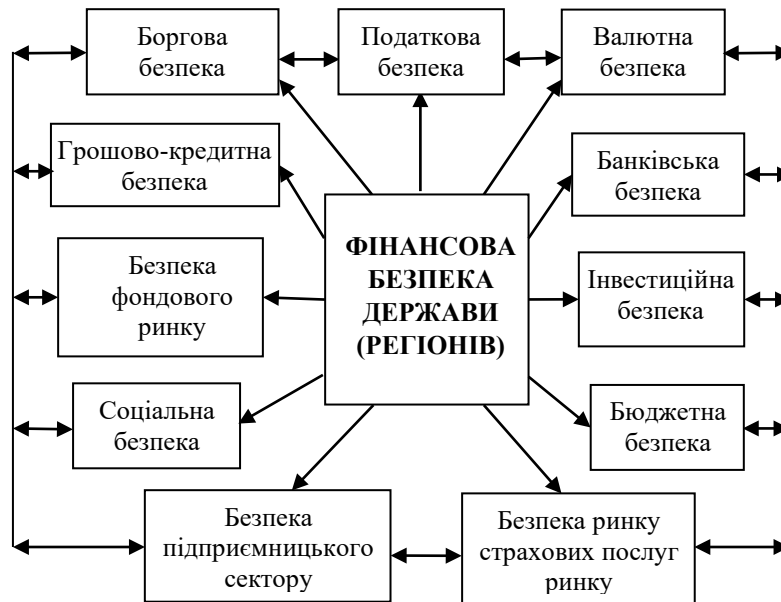 Боргова
безпека
Податкова
безпека
Валютна
безпека
Грошово-кредитна
безпека
Банківська
безпека
ФІНАНСОВА
БЕЗПЕКА
ДЕРЖАВИ
(РЕГІОНІВ)
Безпека
фондового
ринку
Інвестиційна
безпека
Соціальна
безпека
Бюджетна
безпека
Безпека
підприємницького
сектору
Безпека ринку
страхових послуг
ринку